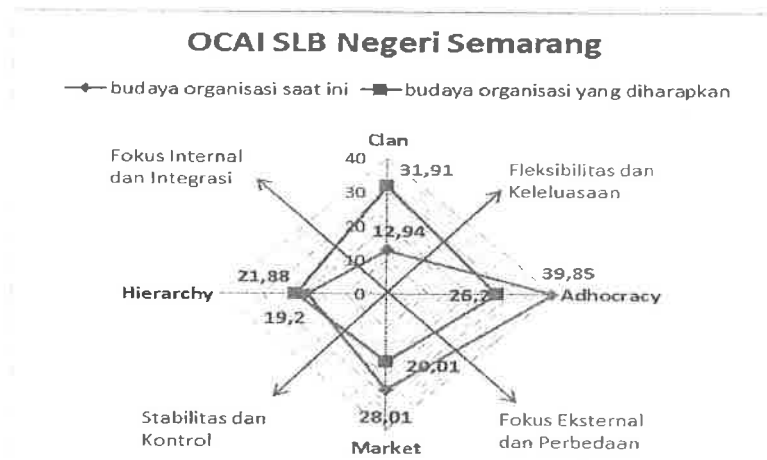 OCAI SLB Negeri Semarang
budaya organisasi saat ini budaya organisasi yang diharapkan
Clan
Fokus Internal
dan Integrasi
40
31,91
Fleksibilitas dan
Keleluasaan
30
20
12,94
10
21,88
39,85
Hierarchy
0
26,2
Adhocracy
19,2
20,01
Stabilitas dan
Kontrol
28,01
Fokus Eksternal
dan Perbedaan
Market